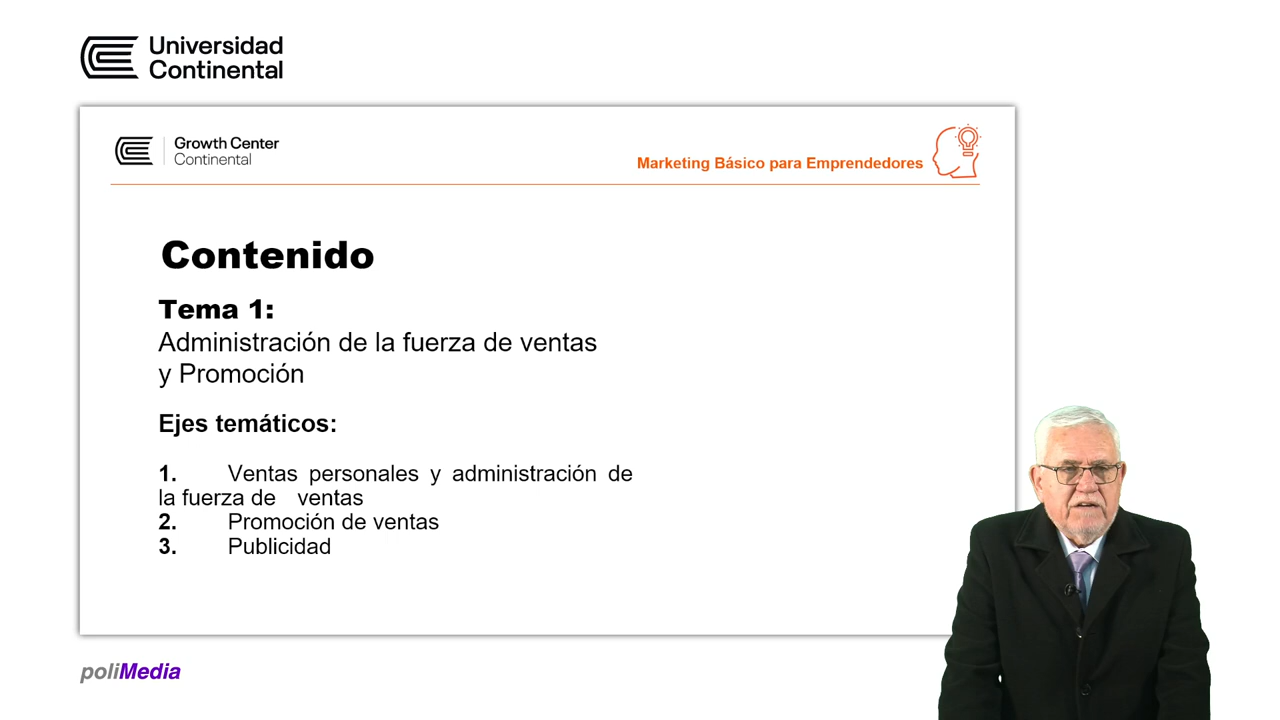 Universidad
Continental
Growth Center
Continental
Marketing Básico para Emprendedores
Contenido
Tema 1:
Administración de la fuerza de ventas
y Promoción
Ejes temáticos:
1. Ventas personales y administración de
la fuerza de ventas
2. Promoción de ventas
3. Publicidad
poliMedia